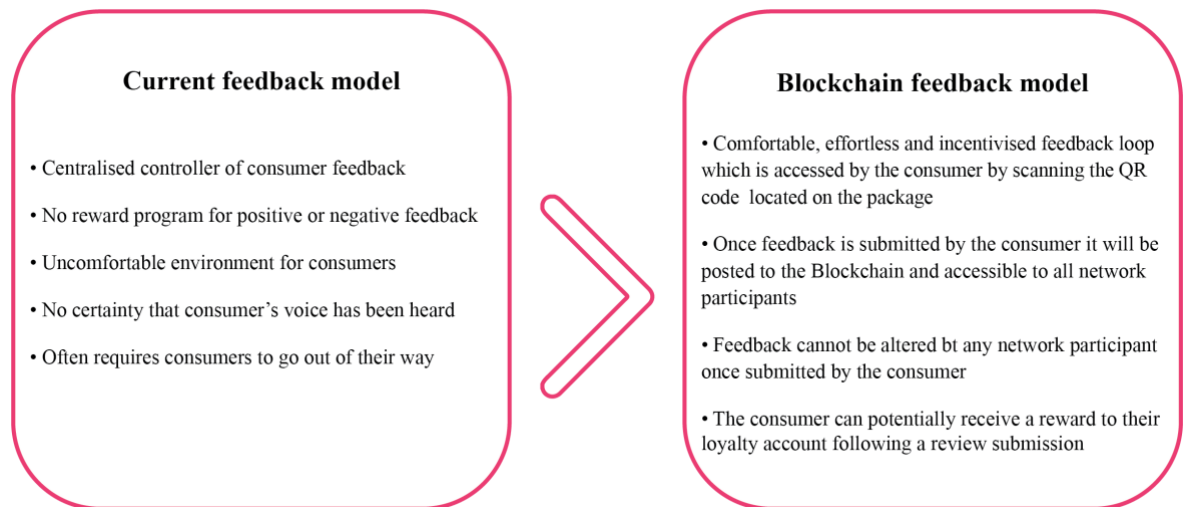 Current feedback model
• Centralised controller of consumer feedback
• No reward program for positive or negative feedback
• Uncomfortable environment for consumers
• No certainty that consumer’s voice has been heard
• Often requires consumers to go out of their way
Blockchain feedback model
• Comfortable, effortless and incentivised feedback loop
which is accessed by the consumer by scanning the QR
code located on the package
• Once feedback is submitted by the consumer it will be
posted to the Blockchain and accessible to all network
participants
• Feedback cannot be altered bt any network participant
once submitted by the consumer
• The consumer can potentially receive a reward to their
loyalty account following a review submission